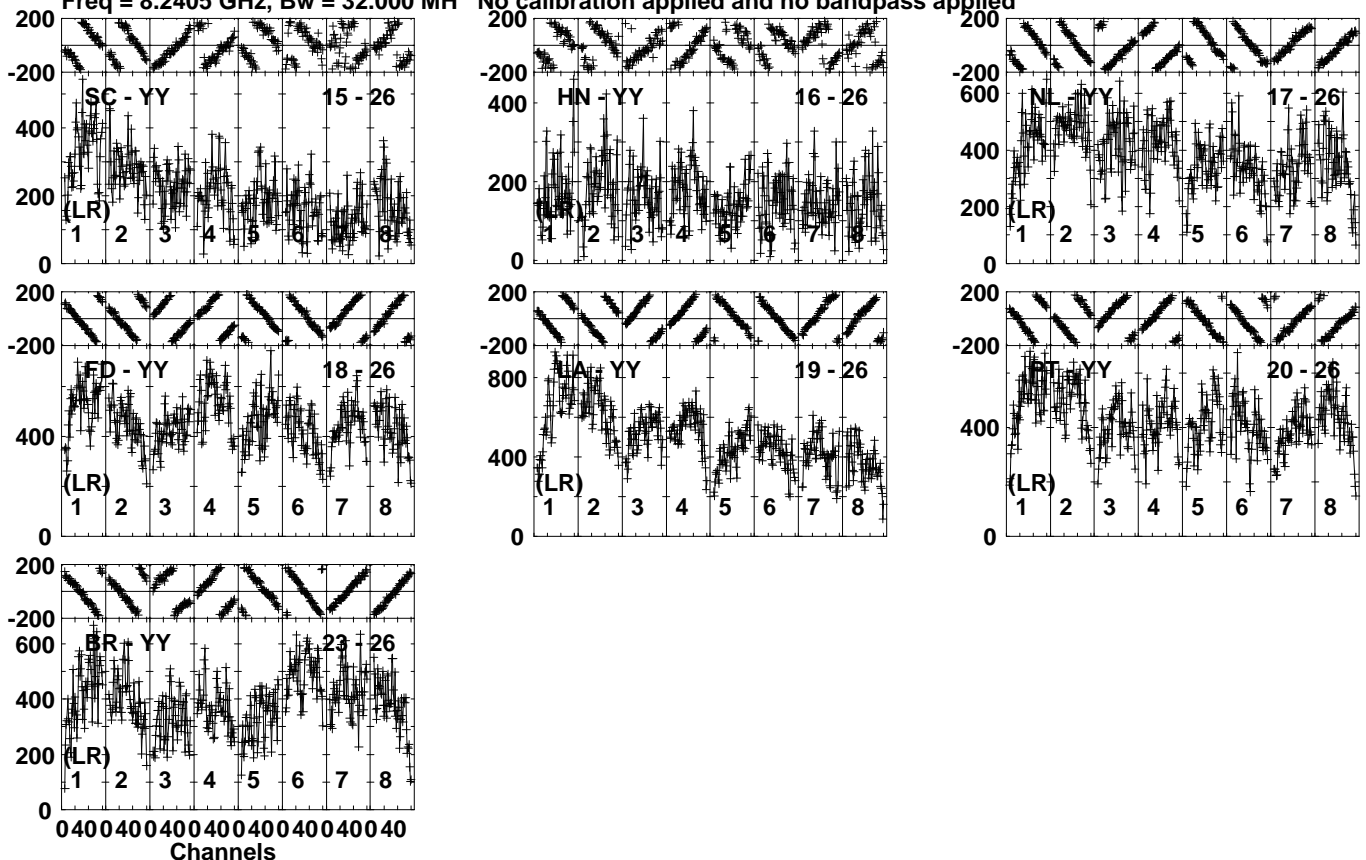 Freq = 8.2405 GHz, Bw = 32.000 MH No calibration applied and no bandpass applied
200
-200
SC - YY 15 - 26
400
200
(LR)
1 2 3 4 5 6 8
0
200
-200
HN - YY 16 - 26
400
200
(LR)
1 2 3 4 5 6 7 8
0
200
-200
NL - YY 17 - 26
600
400
200
(LR)
1 2 3 4 5 6 7 8
0
200
-200
FD - YY 18 - 26
400
(LR)
1 2 3 4 5 6 7 8
0
200
-200
LA - YY 19 - 26
800
400
(LR)
1 2 3 4 5 6 7 8
0
200
-200
PT - YY 20 - 26
400
(LR)
1 2 3 4 5 6 7 8
0
200
-200
BR - YY 23 - 26
600
400
200
(LR)
1 2 3 4 5 6 7 8
0
0 40 0 40 0 40 0 40 0 40 0 40 0 40 0 40
Channels